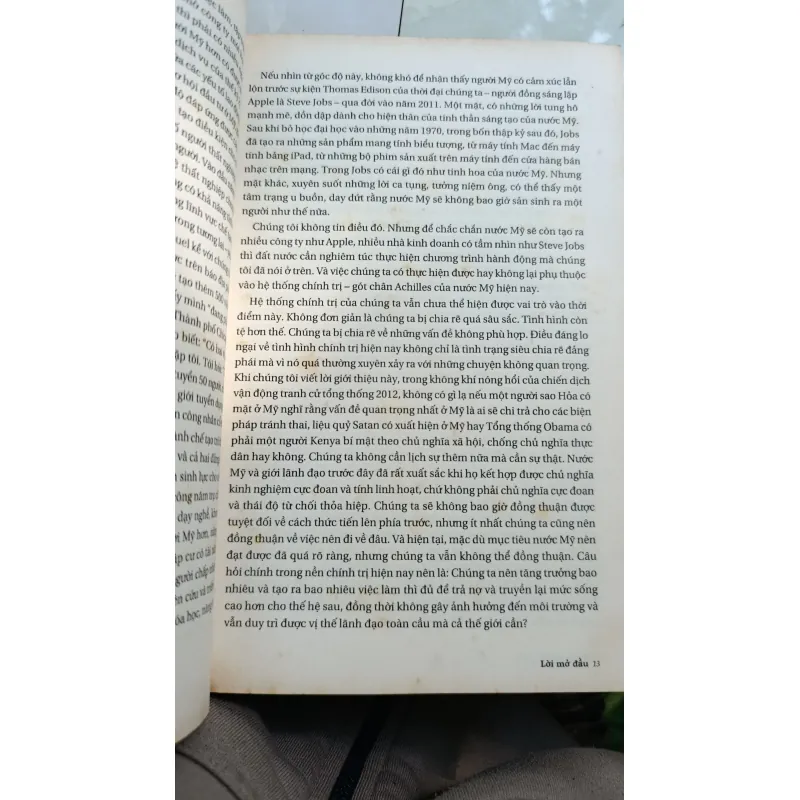 Nếu nhìn từ góc độ này, không khó để nhận thấy người Mỹ có cảm xúc lẫn
lộn trước sự kiện Thomas Edison của thời đại chúng ta – người đồng sáng lập
Apple là Steve Jobs – qua đời vào năm 2011. Một mặt, có những lời tung hô
mạnh mẽ, dồn dập dành cho hiện thân của tinh thần sáng tạo của nước Mỹ.
Sau khi bỏ học đại học vào những năm 1970, trong bốn thập kỷ sau đó, Jobs
đã tạo ra những sản phẩm mang tính biểu tượng, từ máy tính Mac đến máy
tính bảng iPad, từ những bộ phim sản xuất trên máy tính đến cửa hàng bán
nhạc trên mạng. Trong Jobs có cái gì đó như tinh hoa của nước Mỹ. Nhưng
mặt khác, xuyên suốt những lời ca tụng, tưởng niệm ông, có thể thấy một
tâm trạng u buồn, day dứt rằng nước Mỹ sẽ không bao giờ sản sinh ra một
người như thế nữa.
Chúng tôi không tin điều đó. Nhưng để chắc chắn nước Mỹ sẽ còn tạo ra
nhiều công ty như Apple, nhiều nhà kinh doanh có tầm nhìn như Steve Jobs
thì đất nước cần nghiêm túc thực hiện chương trình hành động mà chúng
tôi đã nói ở trên. Và việc chúng ta có thực hiện được hay không lại phụ thuộc
vào hệ thống chính trị – gót chân Achilles của nước Mỹ hiện nay.
Hệ thống chính trị của chúng ta vẫn chưa thể hiện được vai trò vào thời
điểm này. Không đơn giản là chúng ta bị chia rẽ quá sâu sắc. Tình hình còn
tệ hơn thế. Chúng ta bị chia rẽ về những vấn đề không phù hợp. Điều đáng lo
ngại về tình hình chính trị hiện nay không chỉ là tình trạng siêu chia rẽ đảng
phái mà vì nó quá thường xuyên xảy ra với những chuyện không quan trọng.
Khi chúng tôi viết lời giới thiệu này, trong không khí nóng hổi của chiến dịch
vận động tranh cử tổng thống 2012, không có gì lạ nếu một người sao Hỏa có
mặt ở Mỹ nghĩ rằng vấn đề quan trọng nhất ở Mỹ là ai sẽ chi trả cho các biện
pháp tránh thai, liệu quỷ Satan có xuất hiện ở Mỹ hay Tổng thống Obama có
phải một người Kenya bí mật theo chủ nghĩa xã hội, chống chủ nghĩa thực
dân hay không. Chúng ta không cần lịch sự thêm nữa mà cần sự thật. Nước
Mỹ và giới lãnh đạo trước đây đã rất xuất sắc khi họ kết hợp được chủ nghĩa
kinh nghiệm cực đoan và tính linh hoạt, chứ không phải chủ nghĩa cực đoan
và thái độ từ chối thỏa hiệp. Chúng ta sẽ không bao giờ đồng thuận được
tuyệt đối về cách thức tiến lên phía trước, nhưng ít nhất chúng ta cũng nên
đồng thuận về việc nên đi về đâu. Và hiện tại, mặc dù mục tiêu nước Mỹ nên
đạt được đã quá rõ ràng, nhưng chúng ta vẫn không thể đồng thuận. Câu
hỏi chính trong nền chính trị hiện nay nên là: Chúng ta nên tăng trưởng bao
nhiêu và tạo ra bao nhiêu việc làm thì đủ để trả nợ và truyền lại mức sống
cao hơn cho thế hệ sau, đồng thời không gây ảnh hưởng đến môi trường và
vẫn duy trì được vị thế lãnh đạo toàn cầu mà cả thế giới cần?
Lời mở đầu 13